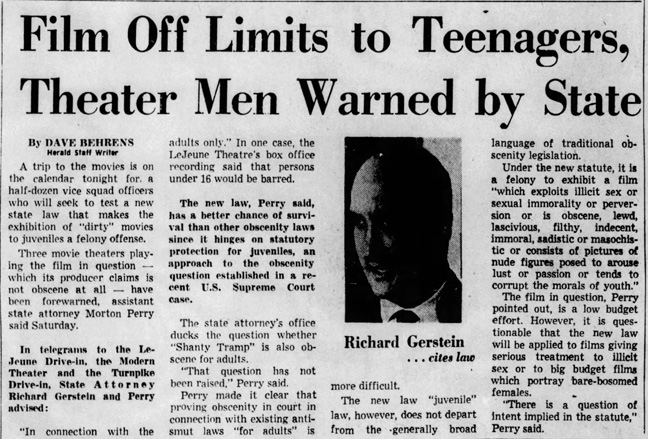 Film Off Limits to Teenagers,
Theater Men Warned by State
By DAVE BEHRENS
Herald Staff Writer
A trip to the movies is on
the calendar tonight for a
half-dozen vice squad officers
who will seek to test a new
state law that makes the
exhibition of "dirty" movies
to juveniles a felony offense.
Three movie theaters play-
ing the film in question —
which its producer claims is
not obscene at all — have
been forewarned, assistant
state attorney Morton Perry
said Saturday.
In telegrams to the Le-
Jeune Drive-in, the Modern
Theater and the Turnpike
Drive-in, State Attorney
Richard Gerstein and Perry
advised:
"In connection with the
adults only." In one case, the
LeJeune Theatre's box office
recording said that persons
under 16 would be barred.
The new law, Perry said,
has a better chance of survi-
val than other obscenity laws
since it hinges on statutory
protection for juveniles, an
approach to the obscenity
question established in a re-
cent U.S. Supreme Court
case.
The state attorney's office
ducks the question whether
"Shanty Tramp" is also ob-
scene for adults.
"That question has not
been raised," Perry said.
Perry made it clear that
proving obscenity in court in
connection with existing anti-
smut laws "for adults" is
Richard Gerstein
. . . cites law
more difficult.
The new law "juvenile"
law, however, does not depart
from the generally broad
language of traditional ob-
scenity legislation.
Under the new statute, it is
a felony to exhibit a film
"which exploits illicit sex or
sexual immorality or perver-
sion or is obscene, lewd,
lascivious, filthy, indecent,
immoral, sadistic or masochis-
tic or consists of pictures of
nude figures posed to arouse
lust or passion or tends to
corrupt the morals of youth."
The film in question, Perry
pointed out, is a low budget
effort. However, it is ques-
tionable that the new law
will be applied to films giving
serious treatment to illicit
sex or to big budget films
which portray bare-bosomed
females.
"There is a question of
intent implied in the statute,"
Perry said.